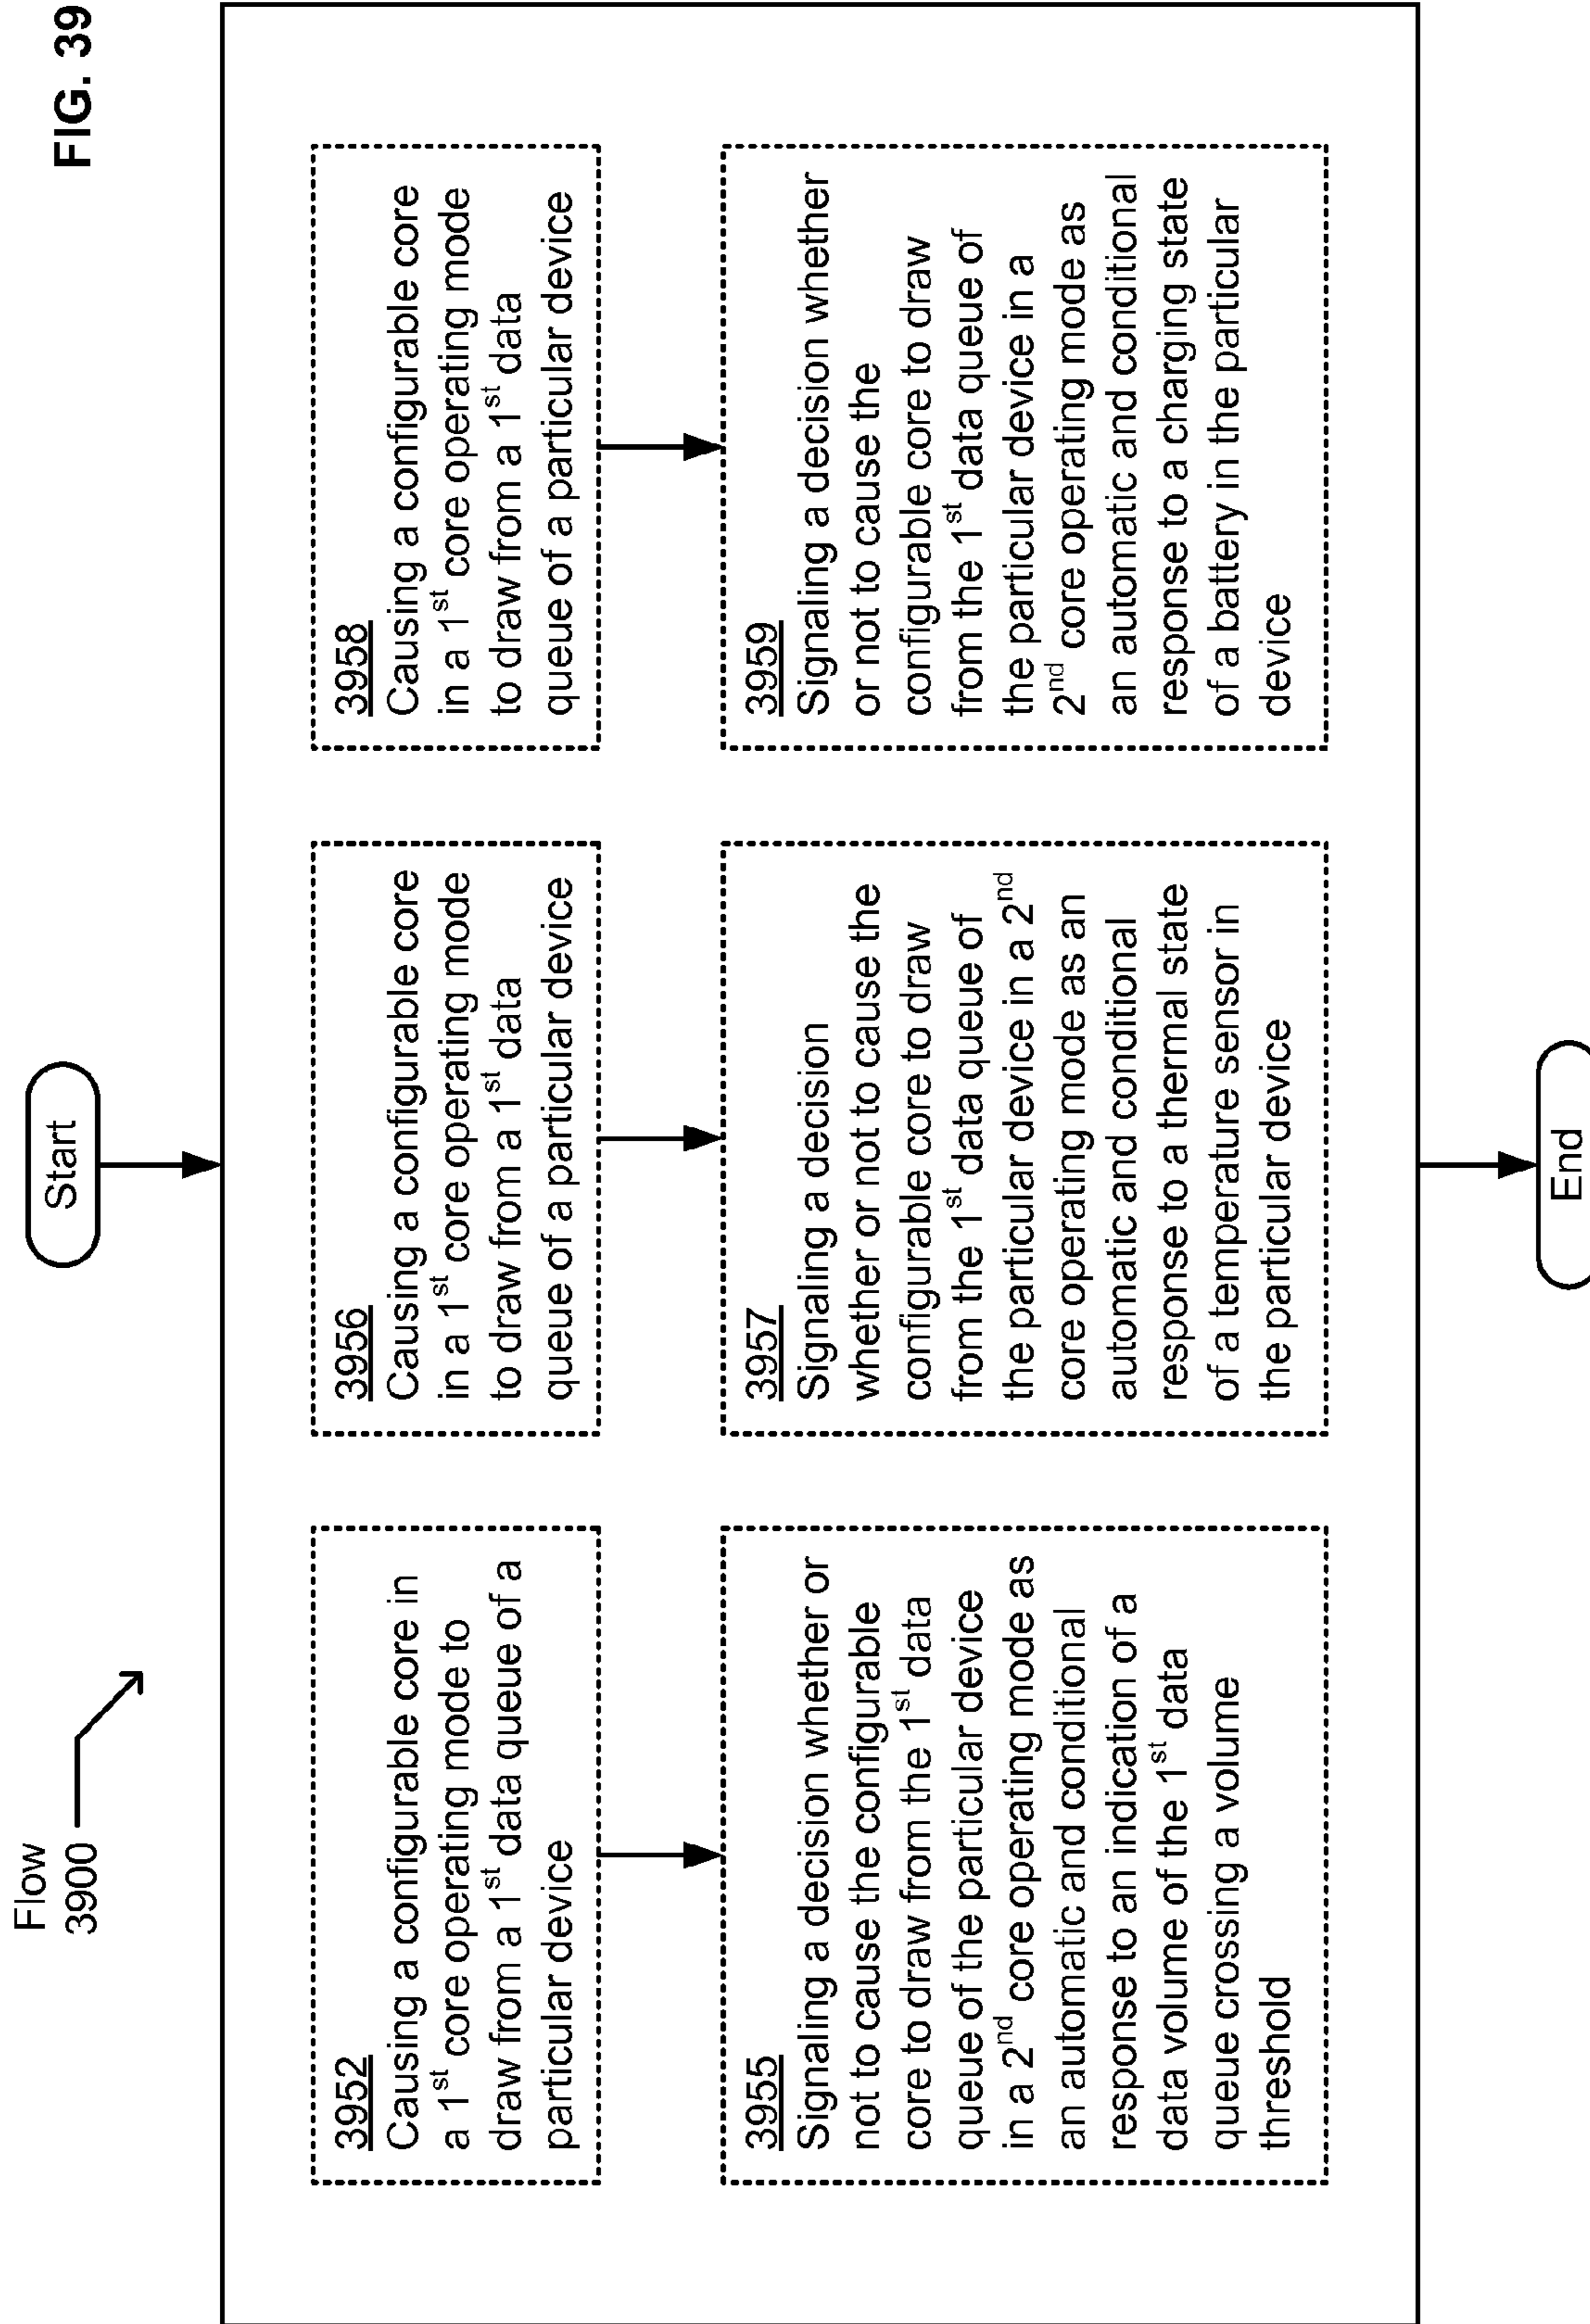 FIG. 39
Flow
3900
Start
3952
Causing a configurable core in
a 1st core operating mode to
draw from a 1st data queue of a
particular device
3955
Signaling a decision whether or
not to cause the configurable
core to draw from the 1st data
queue of the particular device
in a 2nd core operating mode as
an automatic and conditional
response to an indication of a
data volume of the 1st data
queue crossing a volume
threshold
3956
Causing a configurable core
in a 1st core operating mode
to draw from a 1st data
queue of a particular device
3957
Signaling a decision
whether or not to cause the
configurable core to draw
from the 1st data queue of
the particular device in a 2nd
core operating mode as an
automatic and conditional
response to a thermal state
of a temperature sensor in
the particular device
3958
Causing a configurable core
in a 1st core operating mode
to draw from a 1st data
queue of a particular device
3959
Signaling a decision whether
or not to cause the
configurable core to draw
from the 1st data queue of
the particular device in a
2nd core operating mode as
an automatic and conditional
response to a charging state
of a battery in the particular
device
End